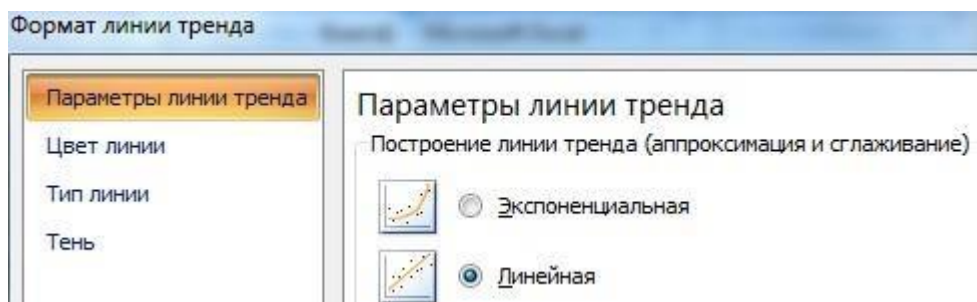 Формат линии тренда
Параметры линии тренда
Цвет линии
Тип линии
Тень
Параметры линии тренда
Построение линии тренда (аппроксимация и сглаживание)
Экспоненциальная
Линейная